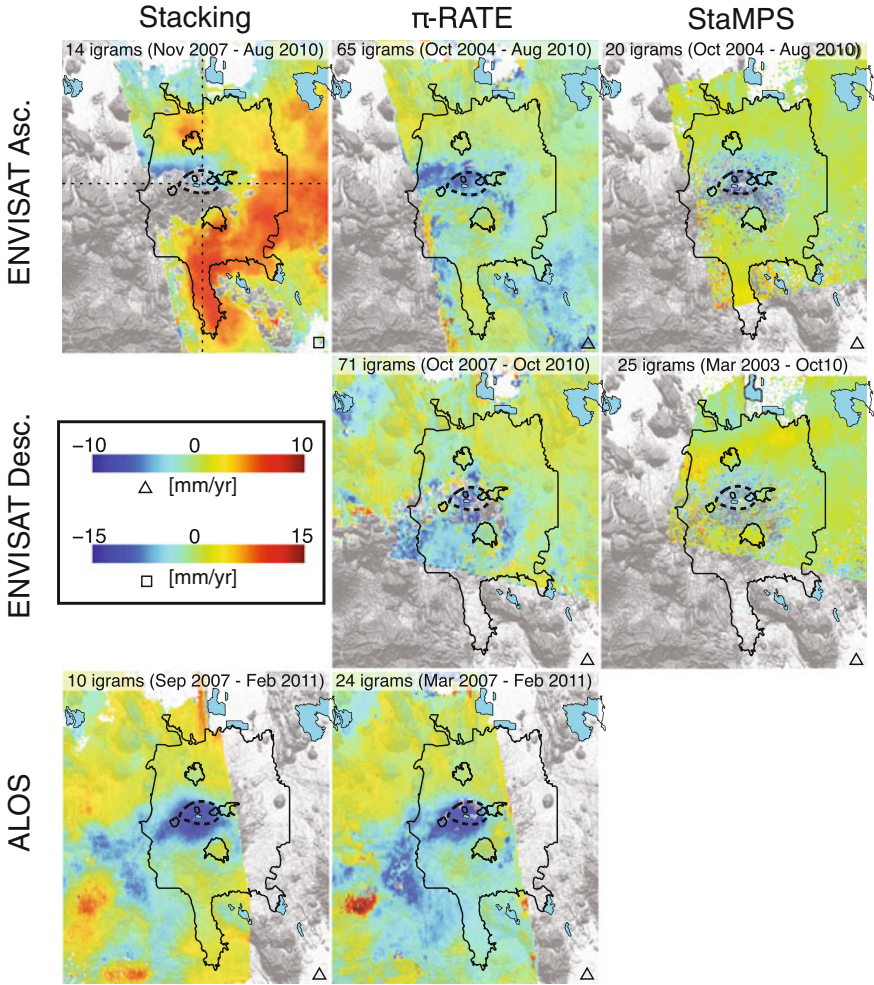 Stacking π-RATE StaMPS
ENVISAT Asc.
14 igrams (Nov 2007 - Aug 2010) 65 igrams (Oct 2004 - Aug 2010) 20 igrams (Oct 2004 - Aug 2010)
ENVISAT Desc.
71 igrams (Oct 2007 - Oct 2010) 25 igrams (Mar 2003 - Oct10)
−10 0 10
[mm/yr]
−15 0 15
[mm/yr]
ALOS
10 igrams (Sep 2007 - Feb 2011) 24 igrams (Mar 2007 - Feb 2011)